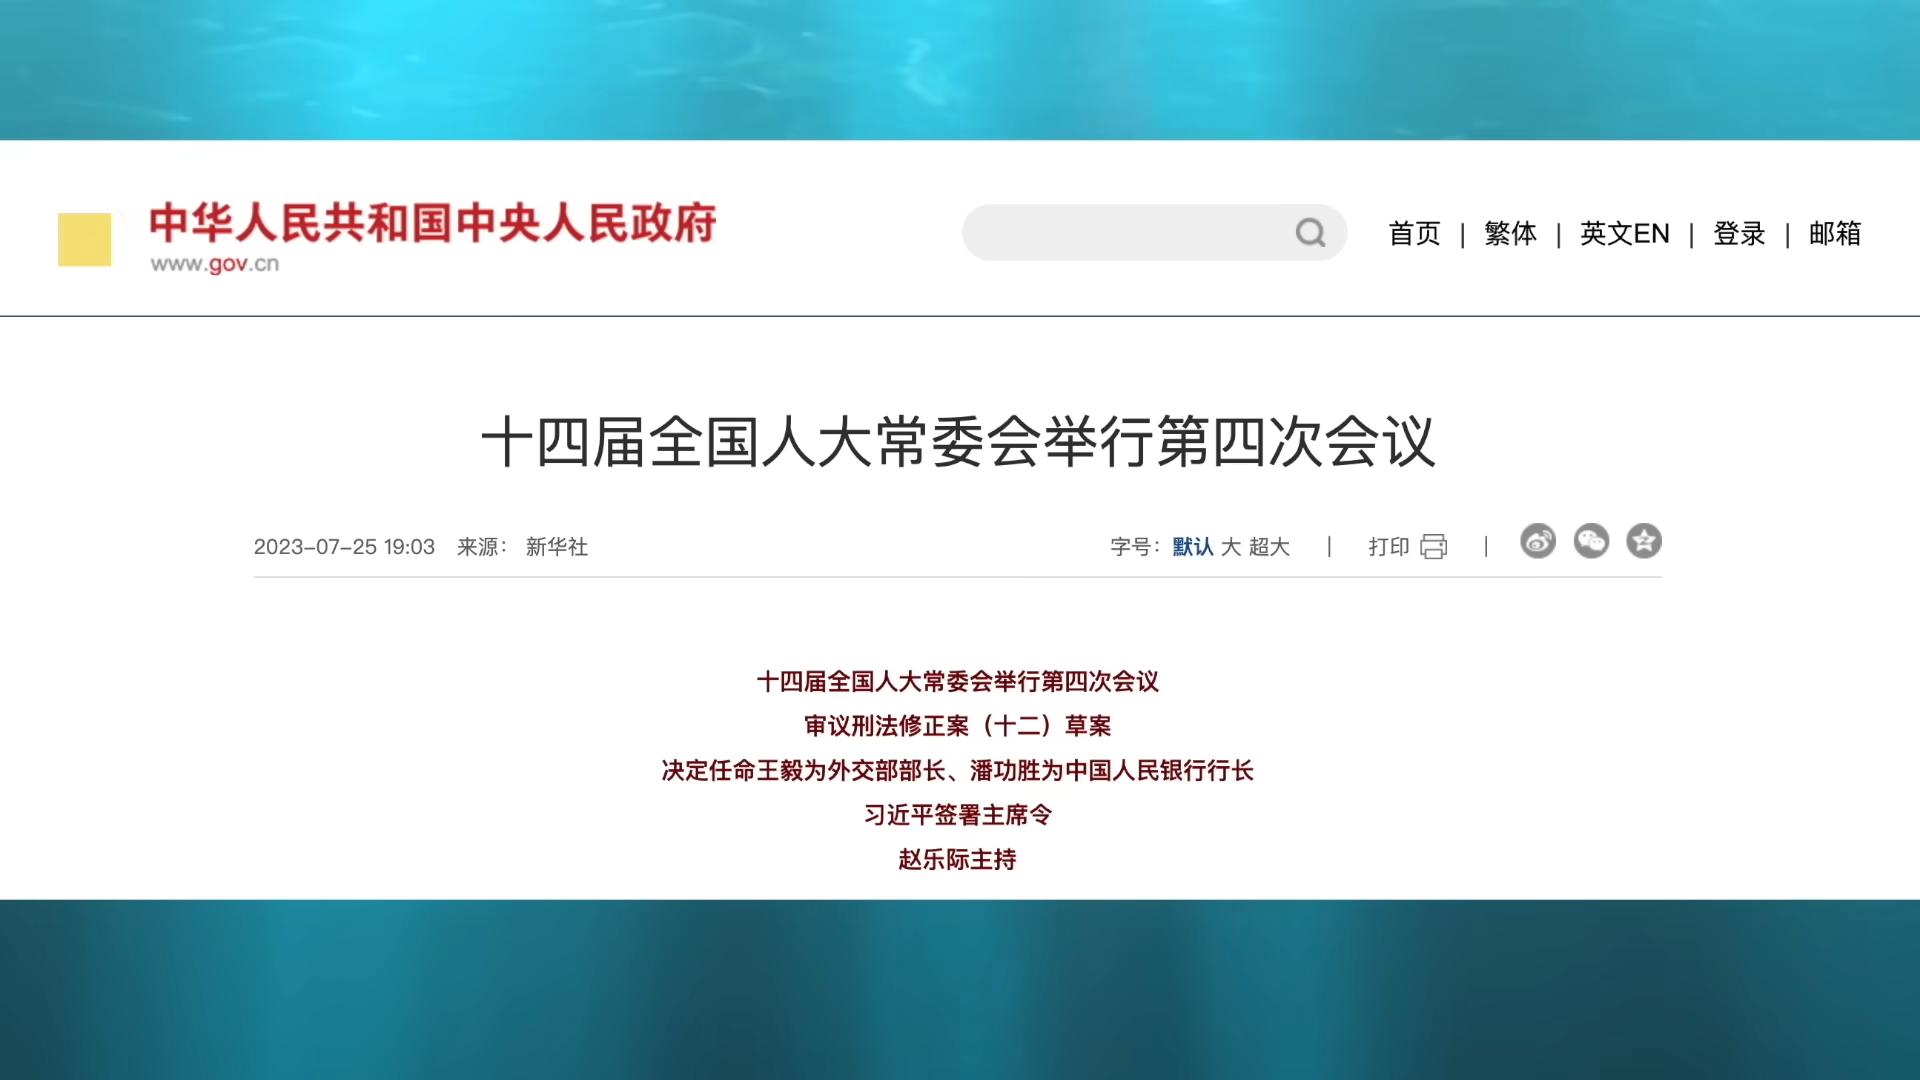 中华人民共和国中央人民政府
www.gov.cn
首页 | 繁体 | 英文EN | 登录 | 邮箱
十四届全国人大常委会举行第四次会议
2023-07-25 19:03 来源： 新华社
字号：默认 大 超大 | 打印 |
十四届全国人大常委会举行第四次会议
审议刑法修正案（十二）草案
决定任命王毅为外交部部长、潘功胜为中国人民银行行长
习近平签署主席令
赵乐际主持